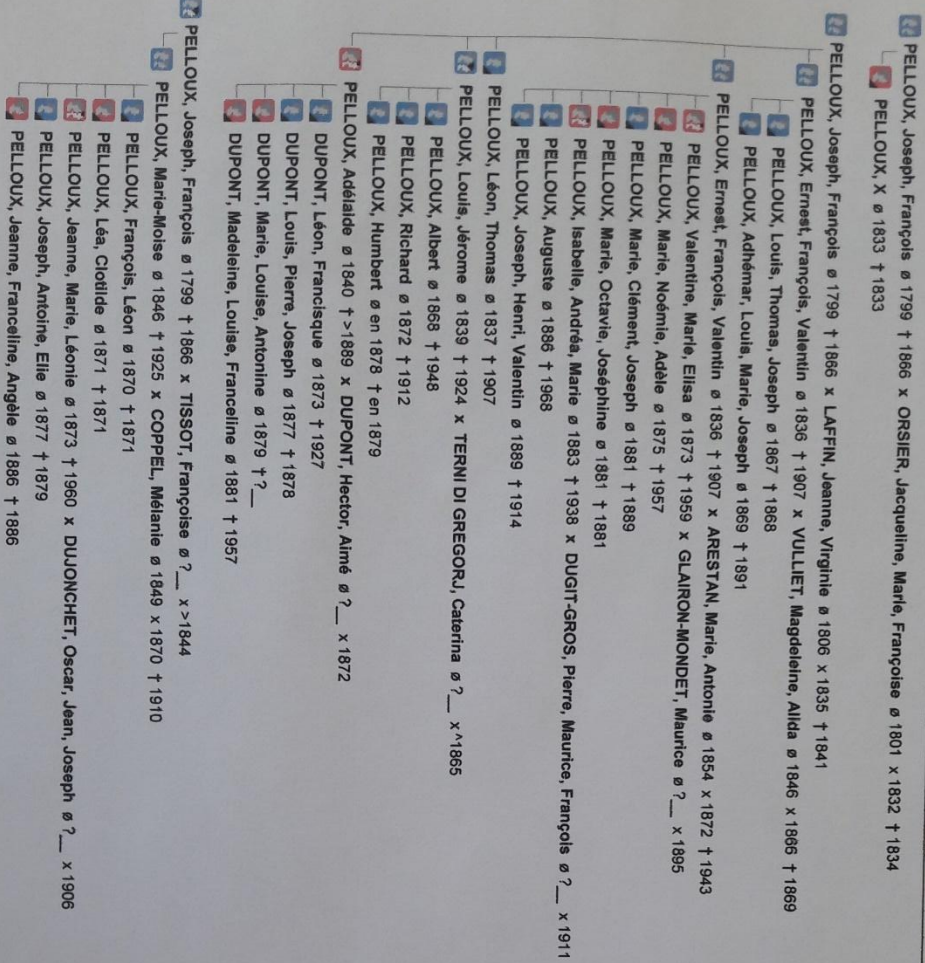 PELLOUX, Joseph, François ø 1799 † 1866 x ORSIER, Jacqueline, Marie, Françoise ø 1801 x 1832 † 1834
PELLOUX, X ø 1833 † 1833
PELLOUX, Joseph, François ø 1799 † 1866 x LAFFIN, Jeanne, Virginie ø 1806 x 1835 † 1841
PELLOUX, Ernest, François, Valentin ø 1836 † 1907 x VULLIET, Magdeleine, Alida ø 1846 x 1866 † 1869
PELLOUX, Louis, Thomas, Joseph ø 1867 † 1868
PELLOUX, Adhémar, Louis, Marie, Joseph ø 1869 † 1891
PELLOUX, Ernest, François, Valentin ø 1836 † 1907 x ARESTAN, Marie, Antonie ø 1854 x 1872 † 1943
PELLOUX, Valentine, Marie, Elisa ø 1873 † 1959 x GLAIRON-MONDET, Maurice ø ?__ x 1895
PELLOUX, Marie, Noémie, Adèle ø 1875 † 1957
PELLOUX, Marie, Clément, Joseph ø 1881 † 1889
PELLOUX, Marie, Octavie, Joséphine ø 1881 † 1881
PELLOUX, Isabelle, Andréa, Marie ø 1883 † 1938 x DUGIT-GROS, Pierre, Maurice, François ø ?__ x 1911
PELLOUX, Auguste ø 1886 † 1968
PELLOUX, Joseph, Henri, Valentin ø 1889 † 1914
PELLOUX, Léon, Thomas ø 1837 † 1907
PELLOUX, Louis, Jérome ø 1839 † 1924 x TERNI DI GREGORJ, Caterina ø ?__ x ^1865
PELLOUX, Albert ø 1868 † 1948
PELLOUX, Richard ø 1872 † 1912
PELLOUX, Humbert ø en 1878 † en 1879
PELLOUX, Adélaide ø 1840 † >1889 x DUPONT, Hector, Aimé ø ?__ x 1872
DUPONT, Léon, Francisque ø 1873 † 1927
DUPONT, Louis, Pierre, Joseph ø 1877 † 1878
DUPONT, Marie, Louise, Antonine ø 1879 † ?__
DUPONT, Madeleine, Louise, Franceline ø 1881 † 1957
PELLOUX, Joseph, François ø 1799 † 1866 x TISSOT, Françoise ø ?__ x >1844
PELLOUX, Marie-Moise ø 1846 † 1925 x COPPEL, Mélanie ø 1849 x 1870 † 1910
PELLOUX, François, Léon ø 1870 † 1871
PELLOUX, Léa, Clotilde ø 1871 † 1871
PELLOUX, Jeanne, Marie, Léonie ø 1873 † 1960 x DUJONCHET, Oscar, Jean, Joseph ø ?__ x 1906
PELLOUX, Joseph, Antoine, Elie ø 1877 † 1879
PELLOUX, Jeanne, Franceline, Angèle ø 1886 † 1886